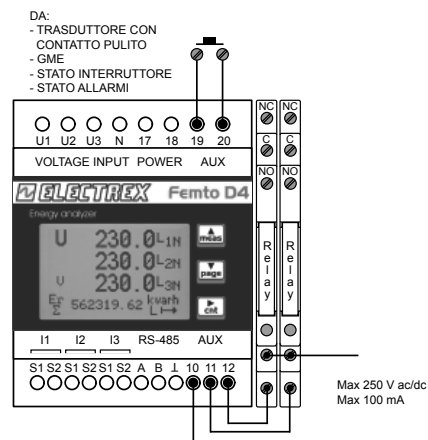 DA:
- TRASDUTTORE CON
CONTATTO PULITO
- GME
- STATO INTERRUTTORE
- STATO ALLARMI
NC NC
C C
NO NO
U1 U2 U3 N 17 18 19 20
VOLTAGE INPUT POWER AUX
ELECTREX Femto D4
Energy analyzer
U 230.0 L1N
230.0 L2N
U 230.0 L3N
Er Σ 562319.62 kvarh L
meas
page
cnt
Relay
Relay
I1 I2 I3 RS-485 AUX
S1 S2 S1 S2 S1 S2 A B ⊥ 10 11 12
Max 250 V ac/dc
Max 100 mA